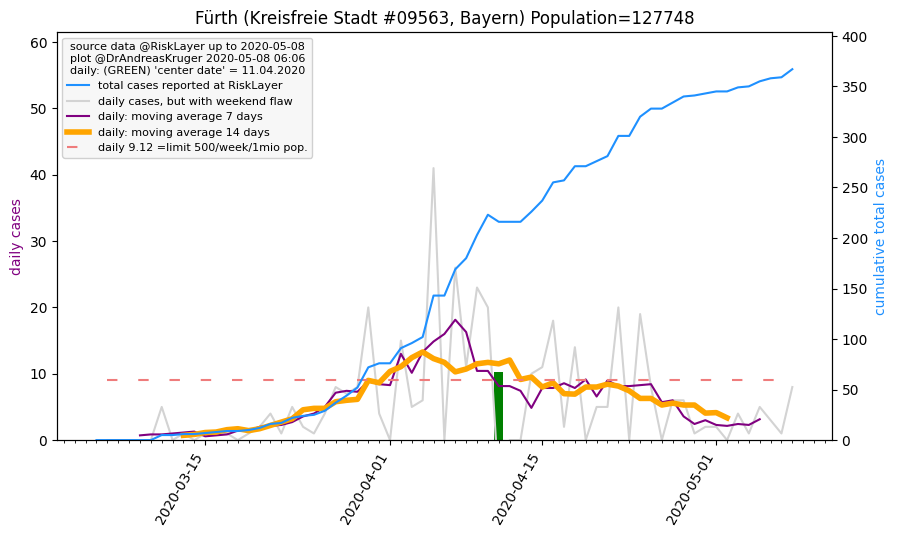 Fürth (Kreisfreie Stadt #09563, Bayern) Population=127748
source data @RiskLayer up to 2020-05-08
plot @DrAndreasKruger 2020-05-08 06:06
daily: (GREEN) 'center date' = 11.04.2020
total cases reported at RiskLayer
daily cases, but with weekend flaw
daily: moving average 7 days
daily: moving average 14 days
daily 9.12 =limit 500/week/1mio pop.
daily cases
60
50
40
30
20
10
0
cumulative total cases
400
350
300
250
200
150
100
50
0
2020-03-15
2020-04-01
2020-04-15
2020-05-01